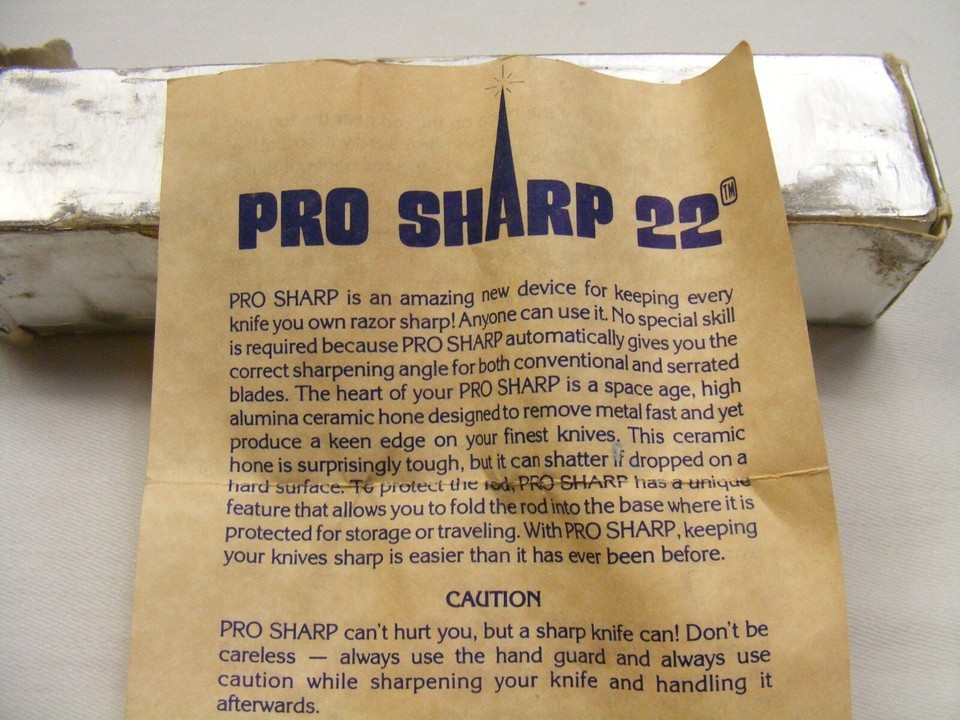 PRO SHARP 22™
PRO SHARP is an amazing new device for keeping every
knife you own razor sharp! Anyone can use it. No special skill
is required because PRO SHARP automatically gives you the
correct sharpening angle for both conventional and serrated
blades. The heart of your PRO SHARP is a space age, high
alumina ceramic hone designed to remove metal fast and yet
produce a keen edge on your finest knives. This ceramic
hone is surprisingly tough, but it can shatter if dropped on a
hard surface. To protect the rod, PRO SHARP has a unique
feature that allows you to fold the rod into the base where it is
protected for storage or traveling. With PRO SHARP, keeping
your knives sharp is easier than it has ever been before.
CAUTION
PRO SHARP can't hurt you, but a sharp knife can! Don't be
careless — always use the hand guard and always use
caution while sharpening your knife and handling it
afterwards.